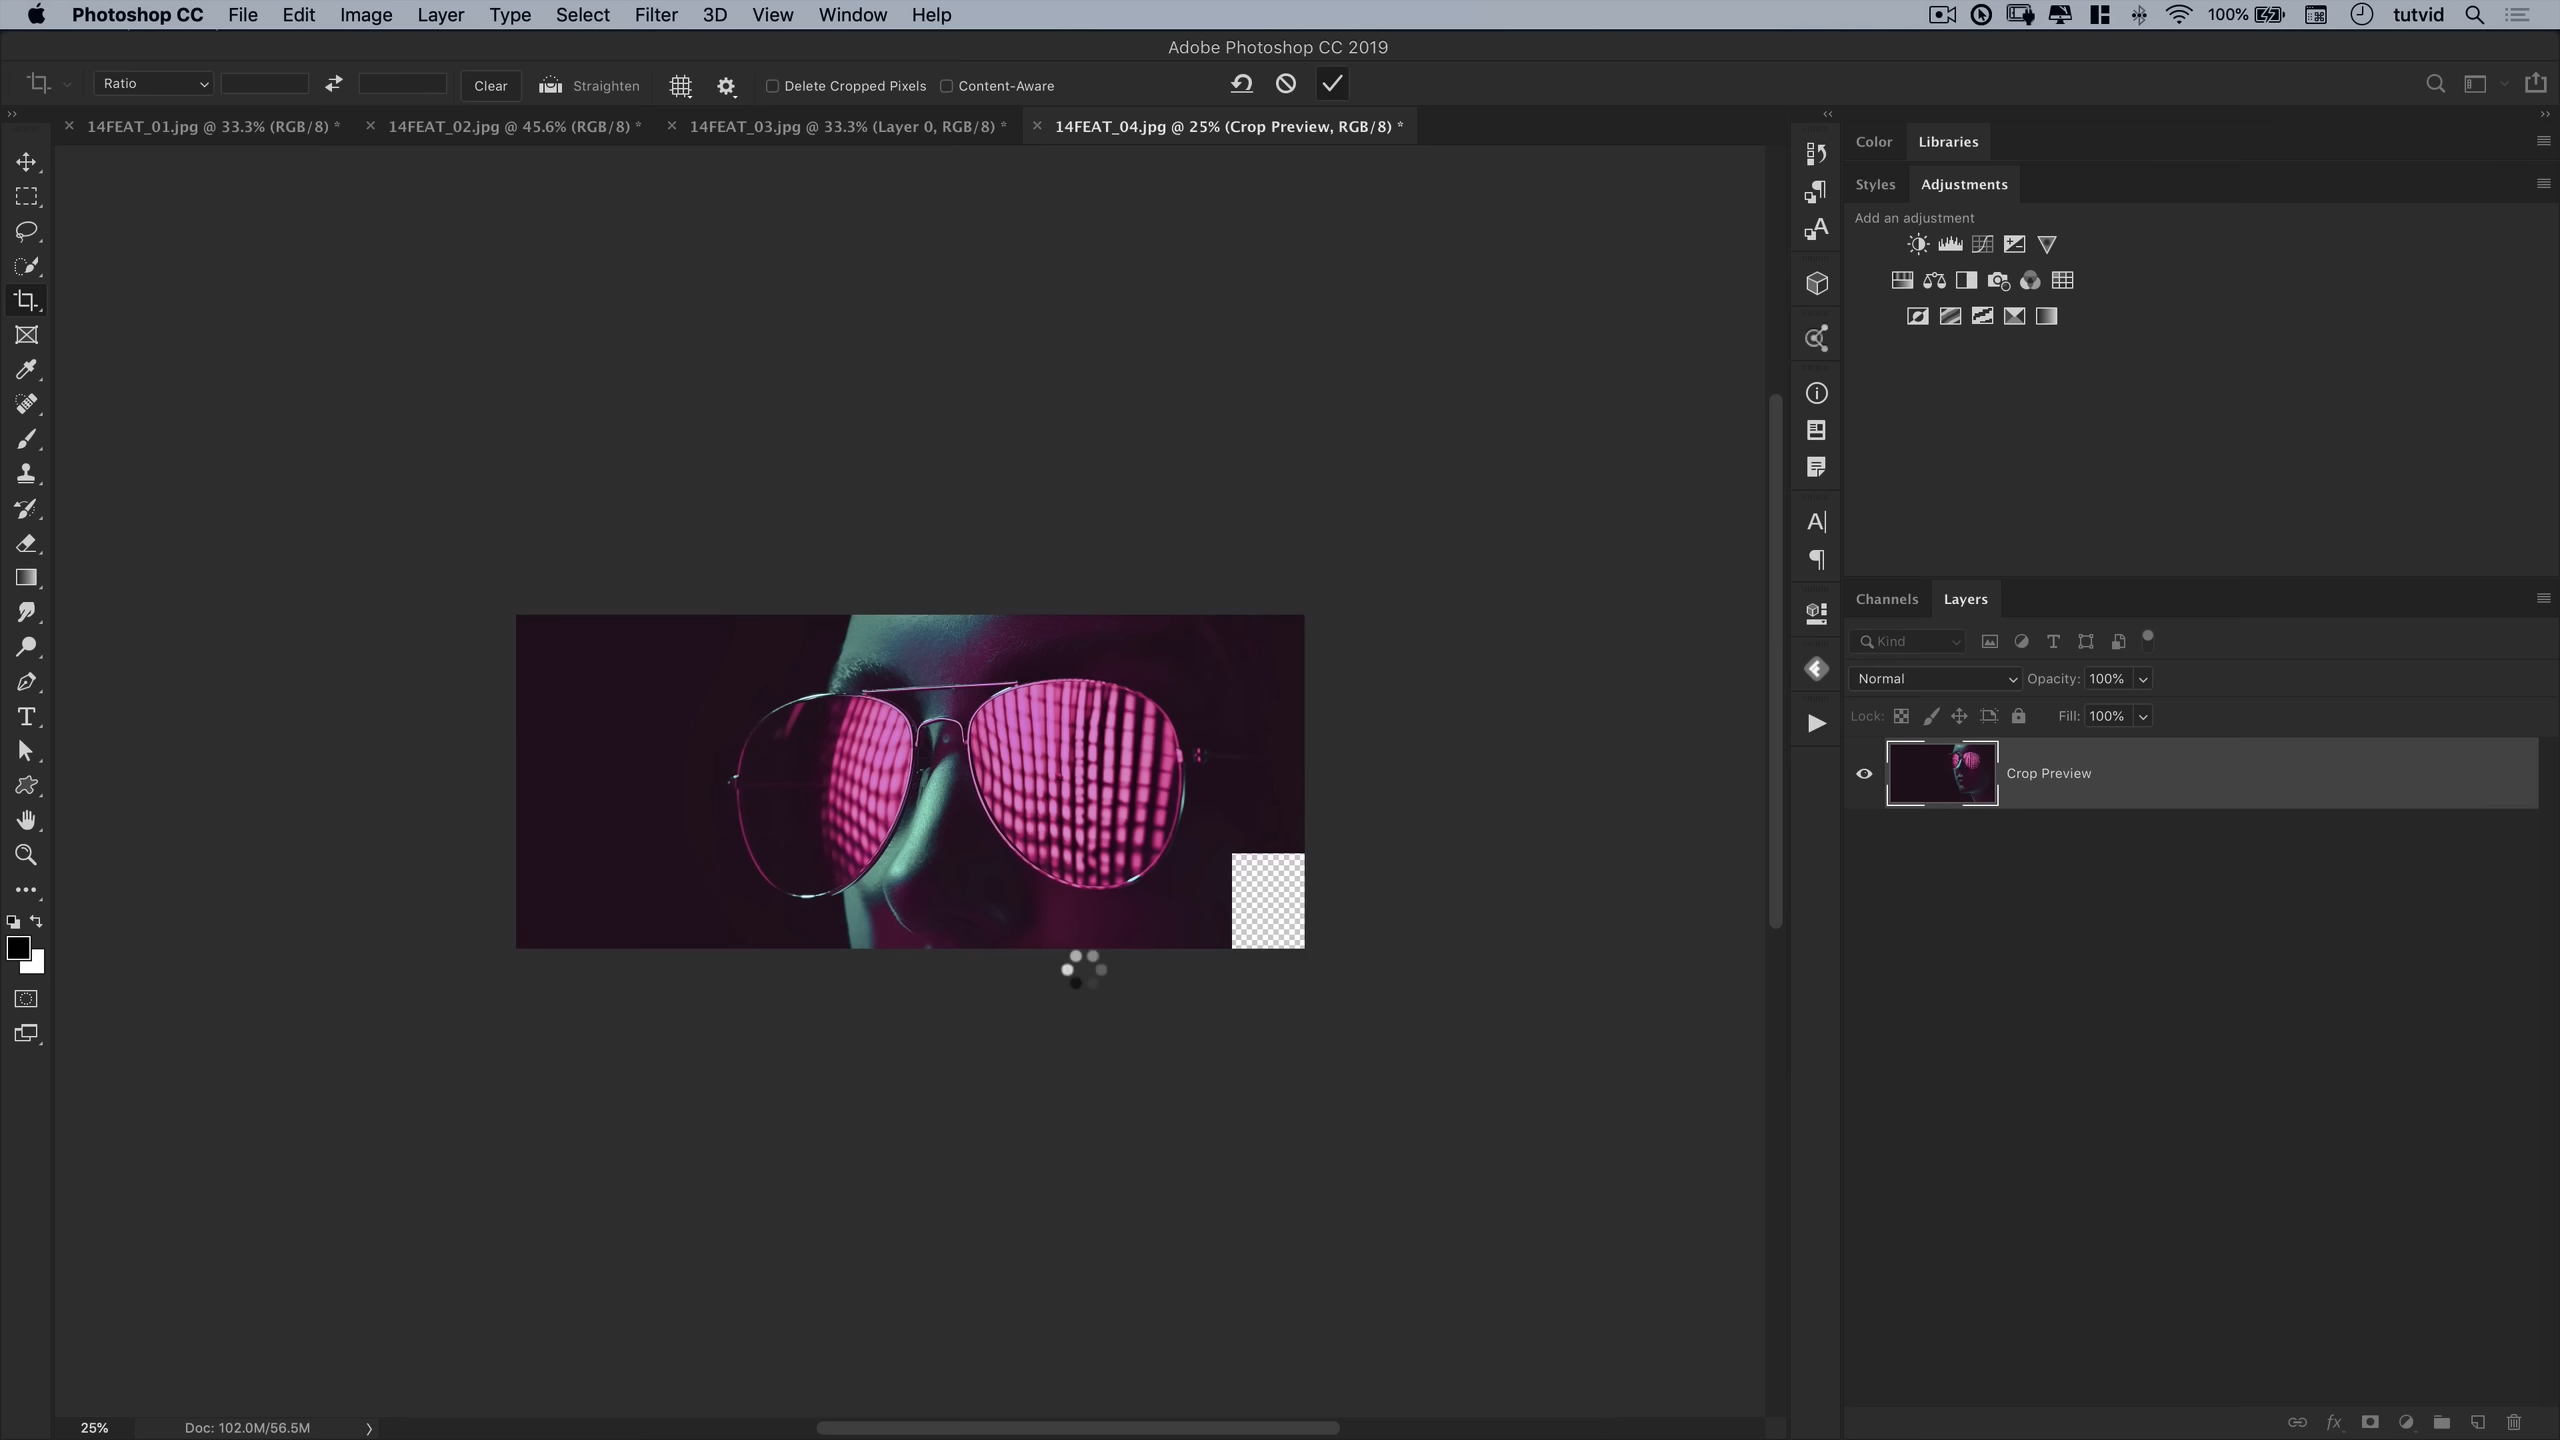 Photoshop CC File Edit Image Layer Type Select Filter 3D View Window Help 100% tutvid
Adobe Photoshop CC 2019
Ratio Clear Straighten Delete Cropped Pixels Content-Aware
14FEAT_01.jpg @ 33.3% (RGB/8) * 14FEAT_02.jpg @ 45.6% (RGB/8) * 14FEAT_03.jpg @ 33.3% (Layer 0, RGB/8) * 14FEAT_04.jpg @ 25% (Crop Preview, RGB/8) *
Color Libraries
Styles Adjustments
Add an adjustment
Channels Layers
Kind
Normal Opacity: 100%
Lock: Fill: 100%
Crop Preview
25% Doc: 102.0M/56.5M